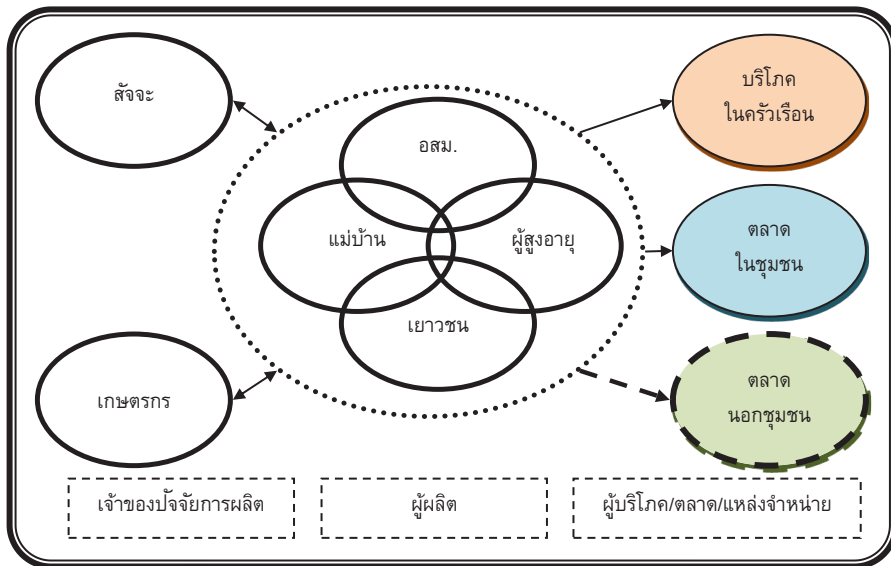 สัจจะ
อสม.
แม่บ้าน
ผู้สูงอายุ
เยาวชน
เกษตรกร
บริโภค
ในครัวเรือน
ตลาด
ในชุมชน
ตลาด
นอกชุมชน
เจ้าของปัจจัยการผลิต
ผู้ผลิต
ผู้บริโภค/ตลาด/แหล่งจำหน่าย